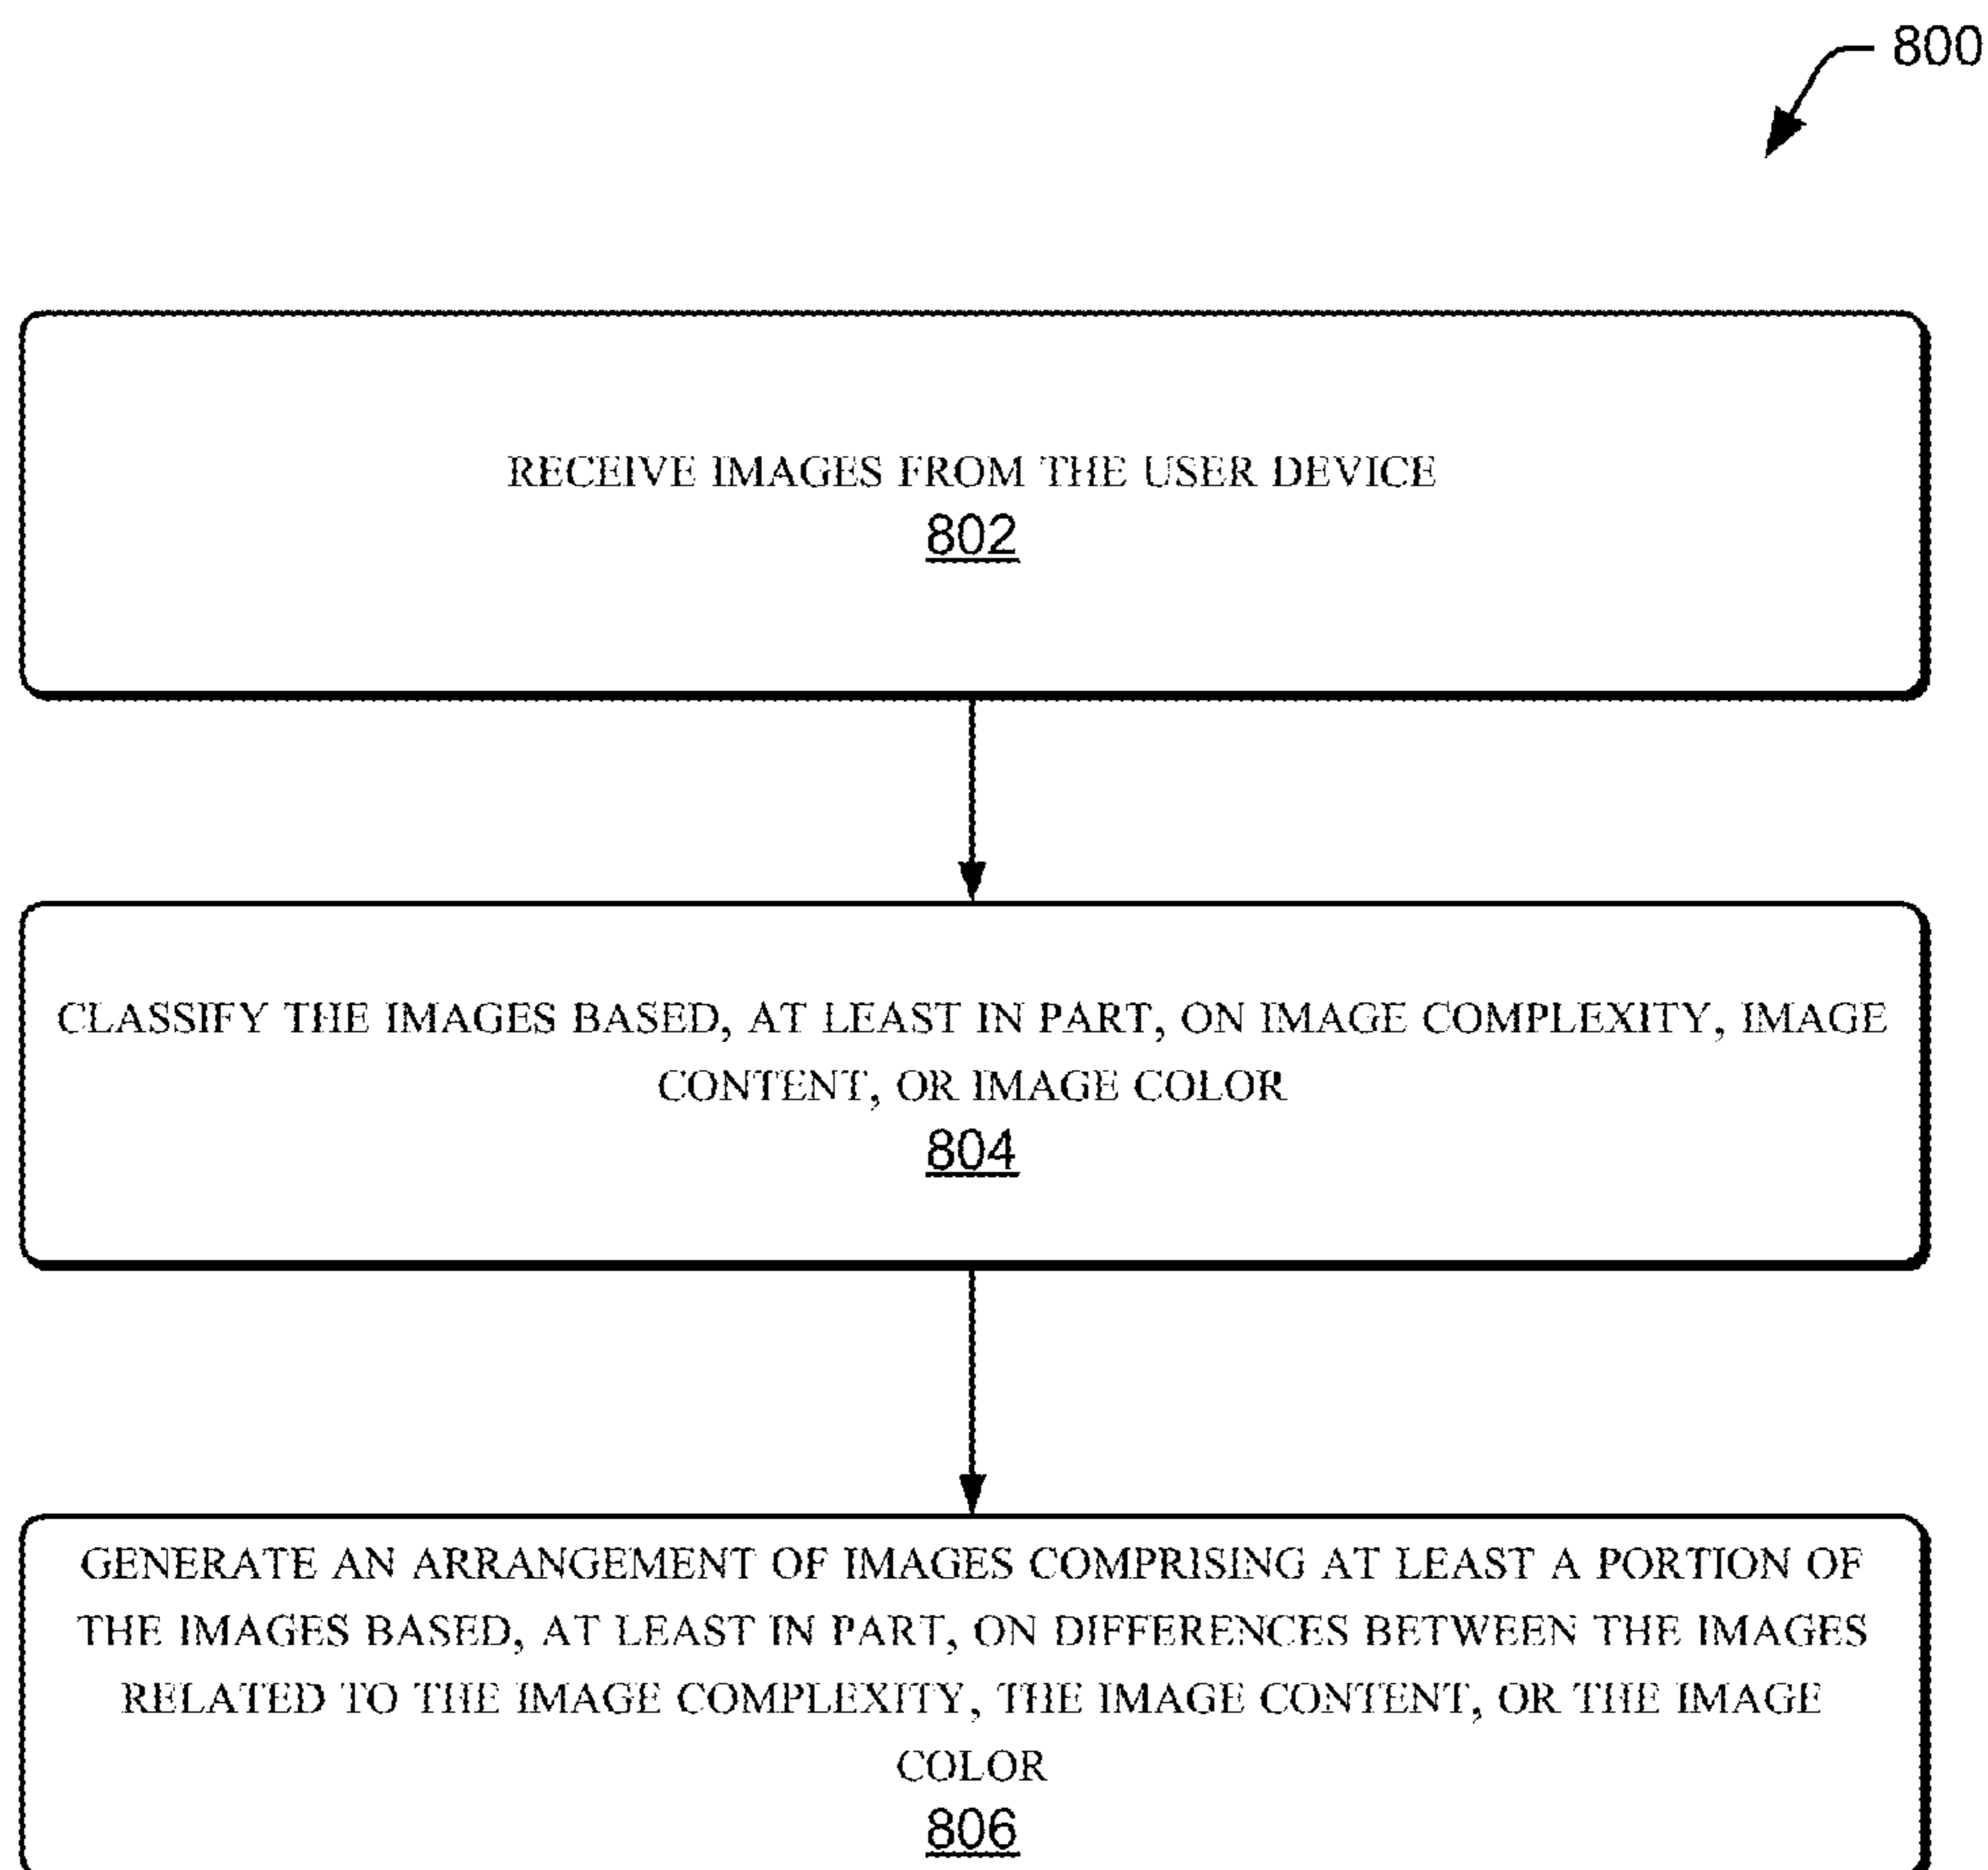 800
RECEIVE IMAGES FROM THE USER DEVICE
802
CLASSIFY THE IMAGES BASED, AT LEAST IN PART, ON IMAGE COMPLEXITY, IMAGE
CONTENT, OR IMAGE COLOR
804
GENERATE AN ARRANGEMENT OF IMAGES COMPRISING AT LEAST A PORTION OF
THE IMAGES BASED, AT LEAST IN PART, ON DIFFERENCES BETWEEN THE IMAGES
RELATED TO THE IMAGE COMPLEXITY, THE IMAGE CONTENT, OR THE IMAGE
COLOR
806